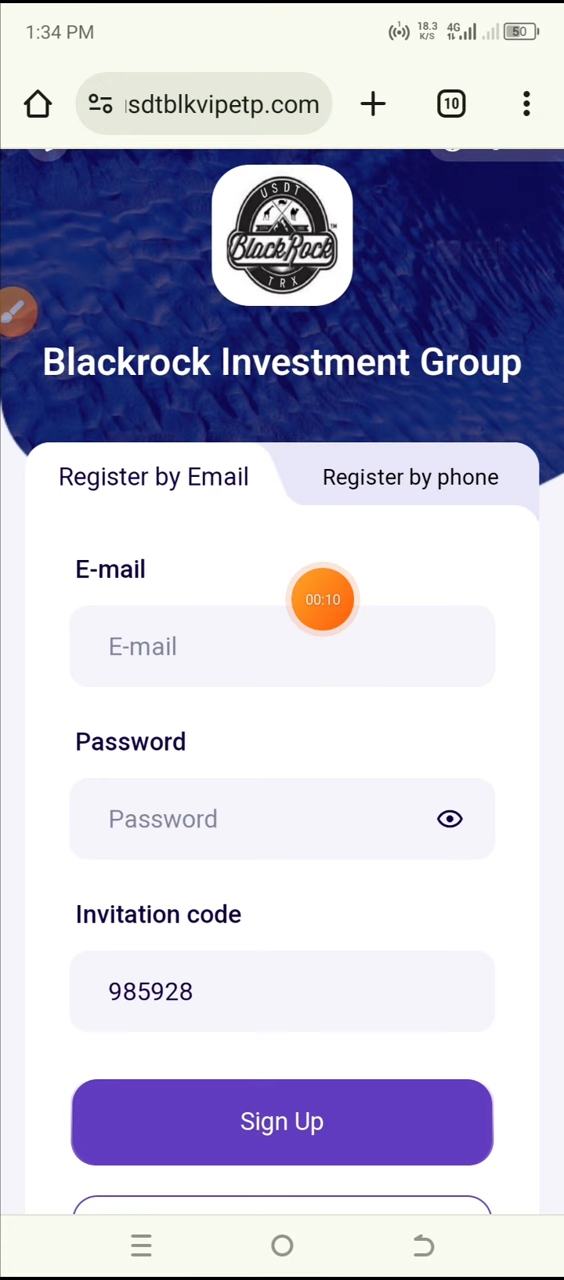 1:34 PM
18.3
K/S
4G
50
sdtblkvipetp.com
10
USDT
BlackRock
TM
TRX
Blackrock Investment Group
Register by Email
Register by phone
E-mail
00:10
E-mail
Password
Password
Invitation code
985928
Sign Up